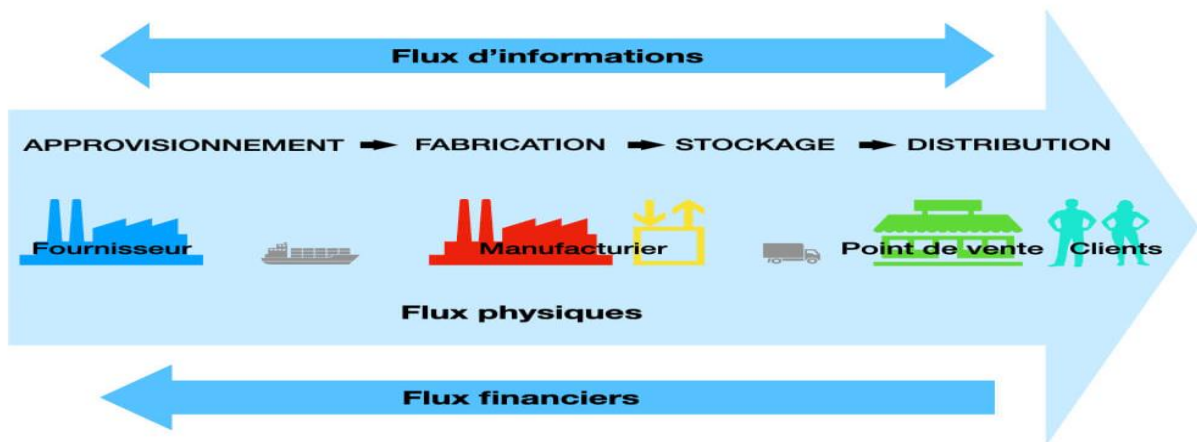 Flux d'informations
APPROVISIONNEMENT FABRICATION STOCKAGE DISTRIBUTION
Fournisseur Manufacturier Point de vente Clients
Flux physiques
Flux financiers